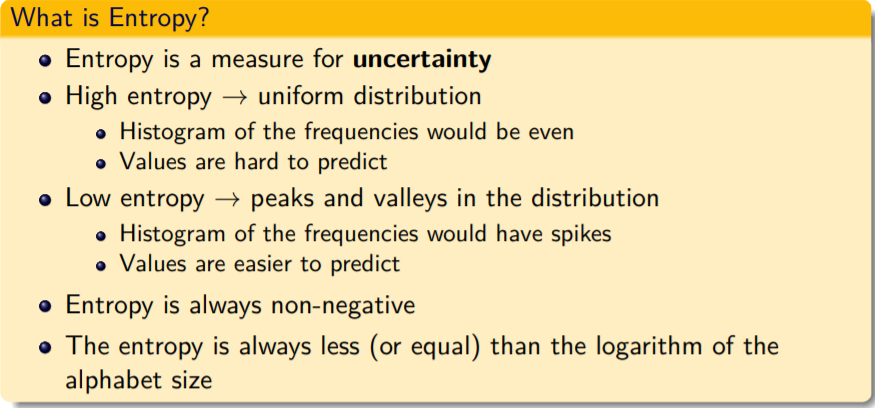 What is Entropy?
Entropy is a measure for uncertainty
High entropy → uniform distribution
Histogram of the frequencies would be even
Values are hard to predict
Low entropy → peaks and valleys in the distribution
Histogram of the frequencies would have spikes
Values are easier to predict
Entropy is always non-negative
The entropy is always less (or equal) than the logarithm of the
alphabet size